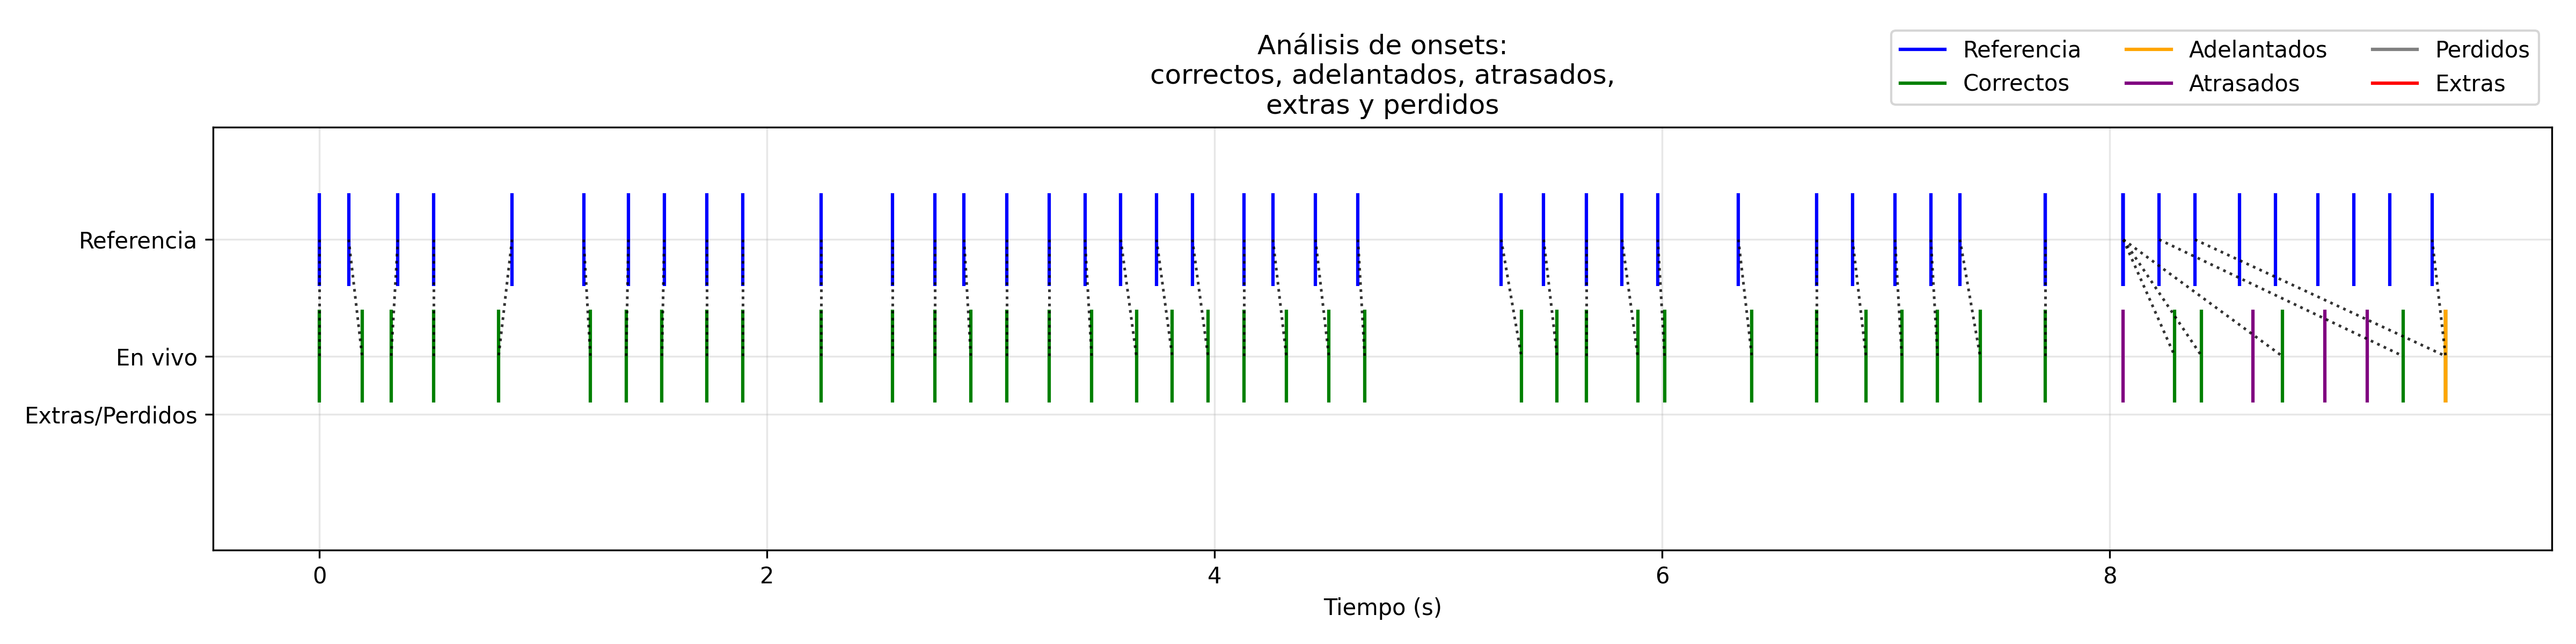 Análisis de onsets:
correctos, adelantados, atrasados,
extras y perdidos
Referencia
Correctos
Adelantados
Atrasados
Perdidos
Extras
Referencia
En vivo
Extras/Perdidos
0
2
4
6
8
Tiempo (s)